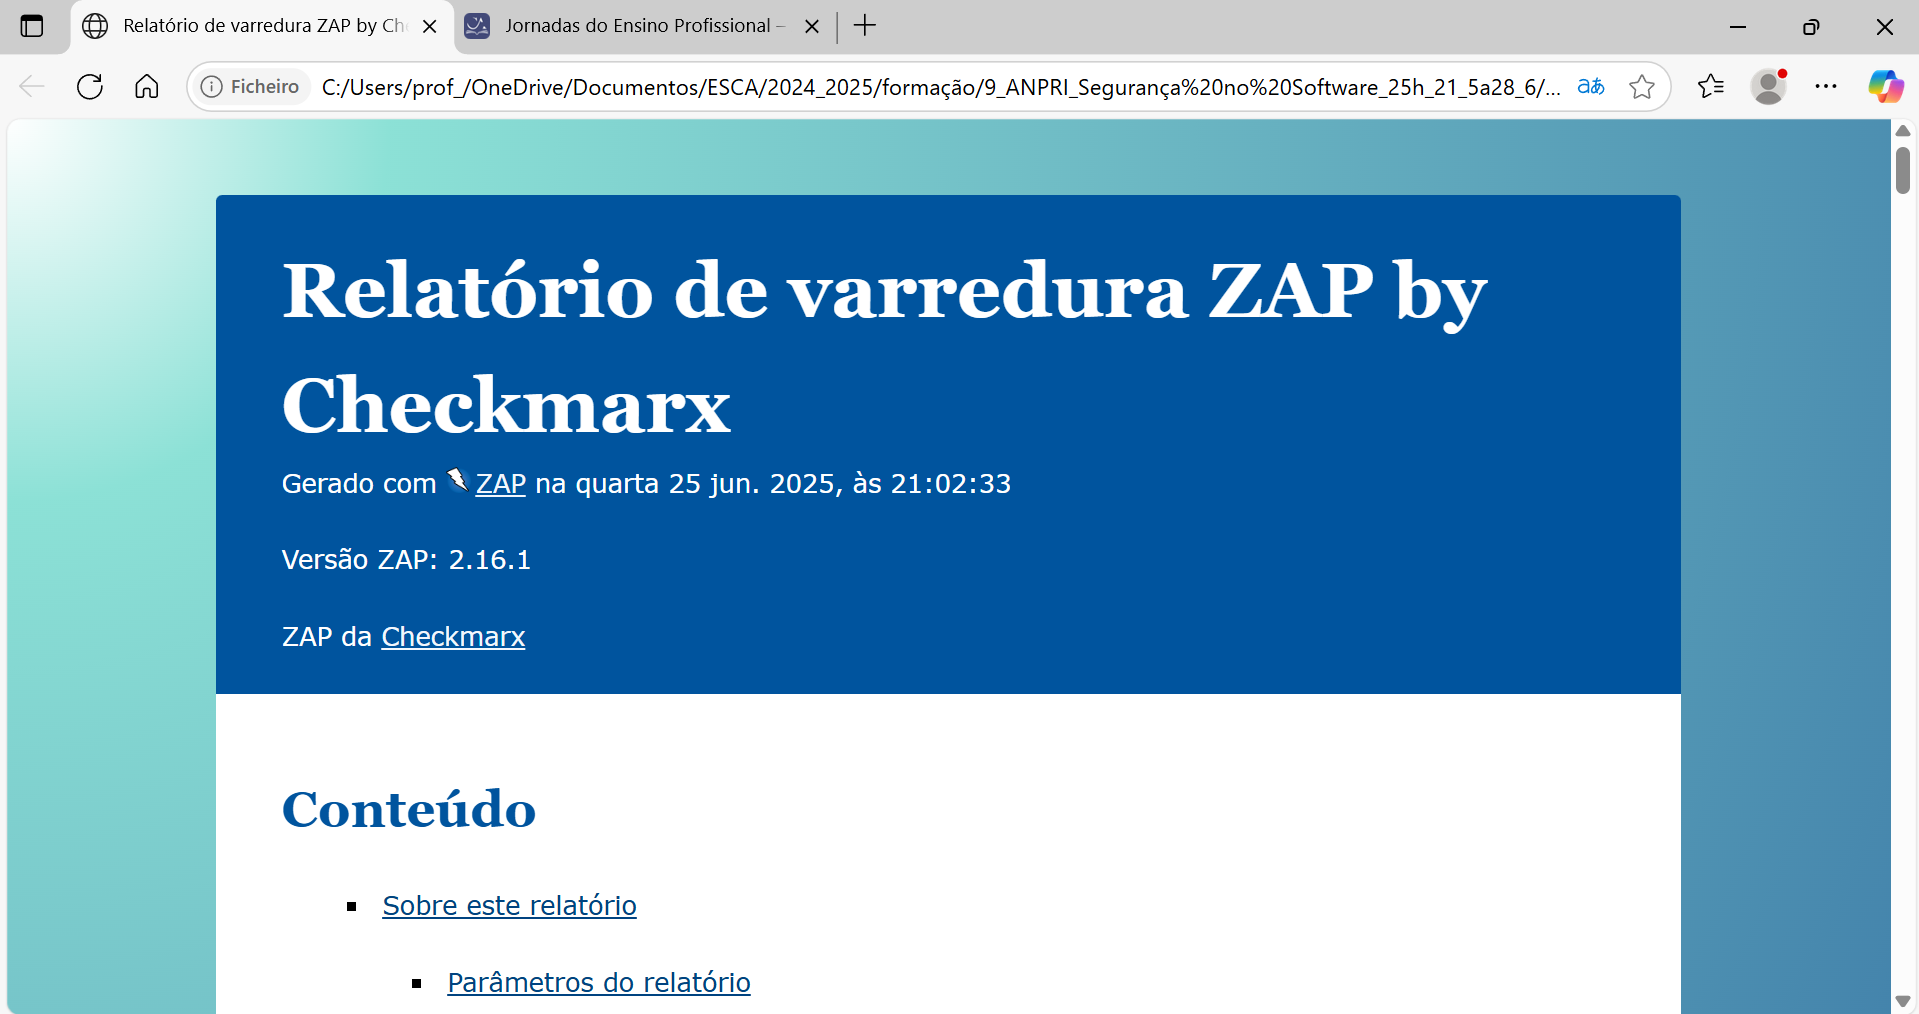 Relatório de varredura ZAP by Ch
Jornadas do Ensino Profissional –
Ficheiro
C:/Users/prof_/OneDrive/Documentos/ESCA/2024_2025/formação/9_ANPRI_Segurança%20no%20Software_25h_21_5a28_6/...
Relatório de varredura ZAP by
Checkmarx
Gerado com ZAP na quarta 25 jun. 2025, às 21:02:33
Versão ZAP: 2.16.1
ZAP da Checkmarx
Conteúdo
Sobre este relatório
Parâmetros do relatório